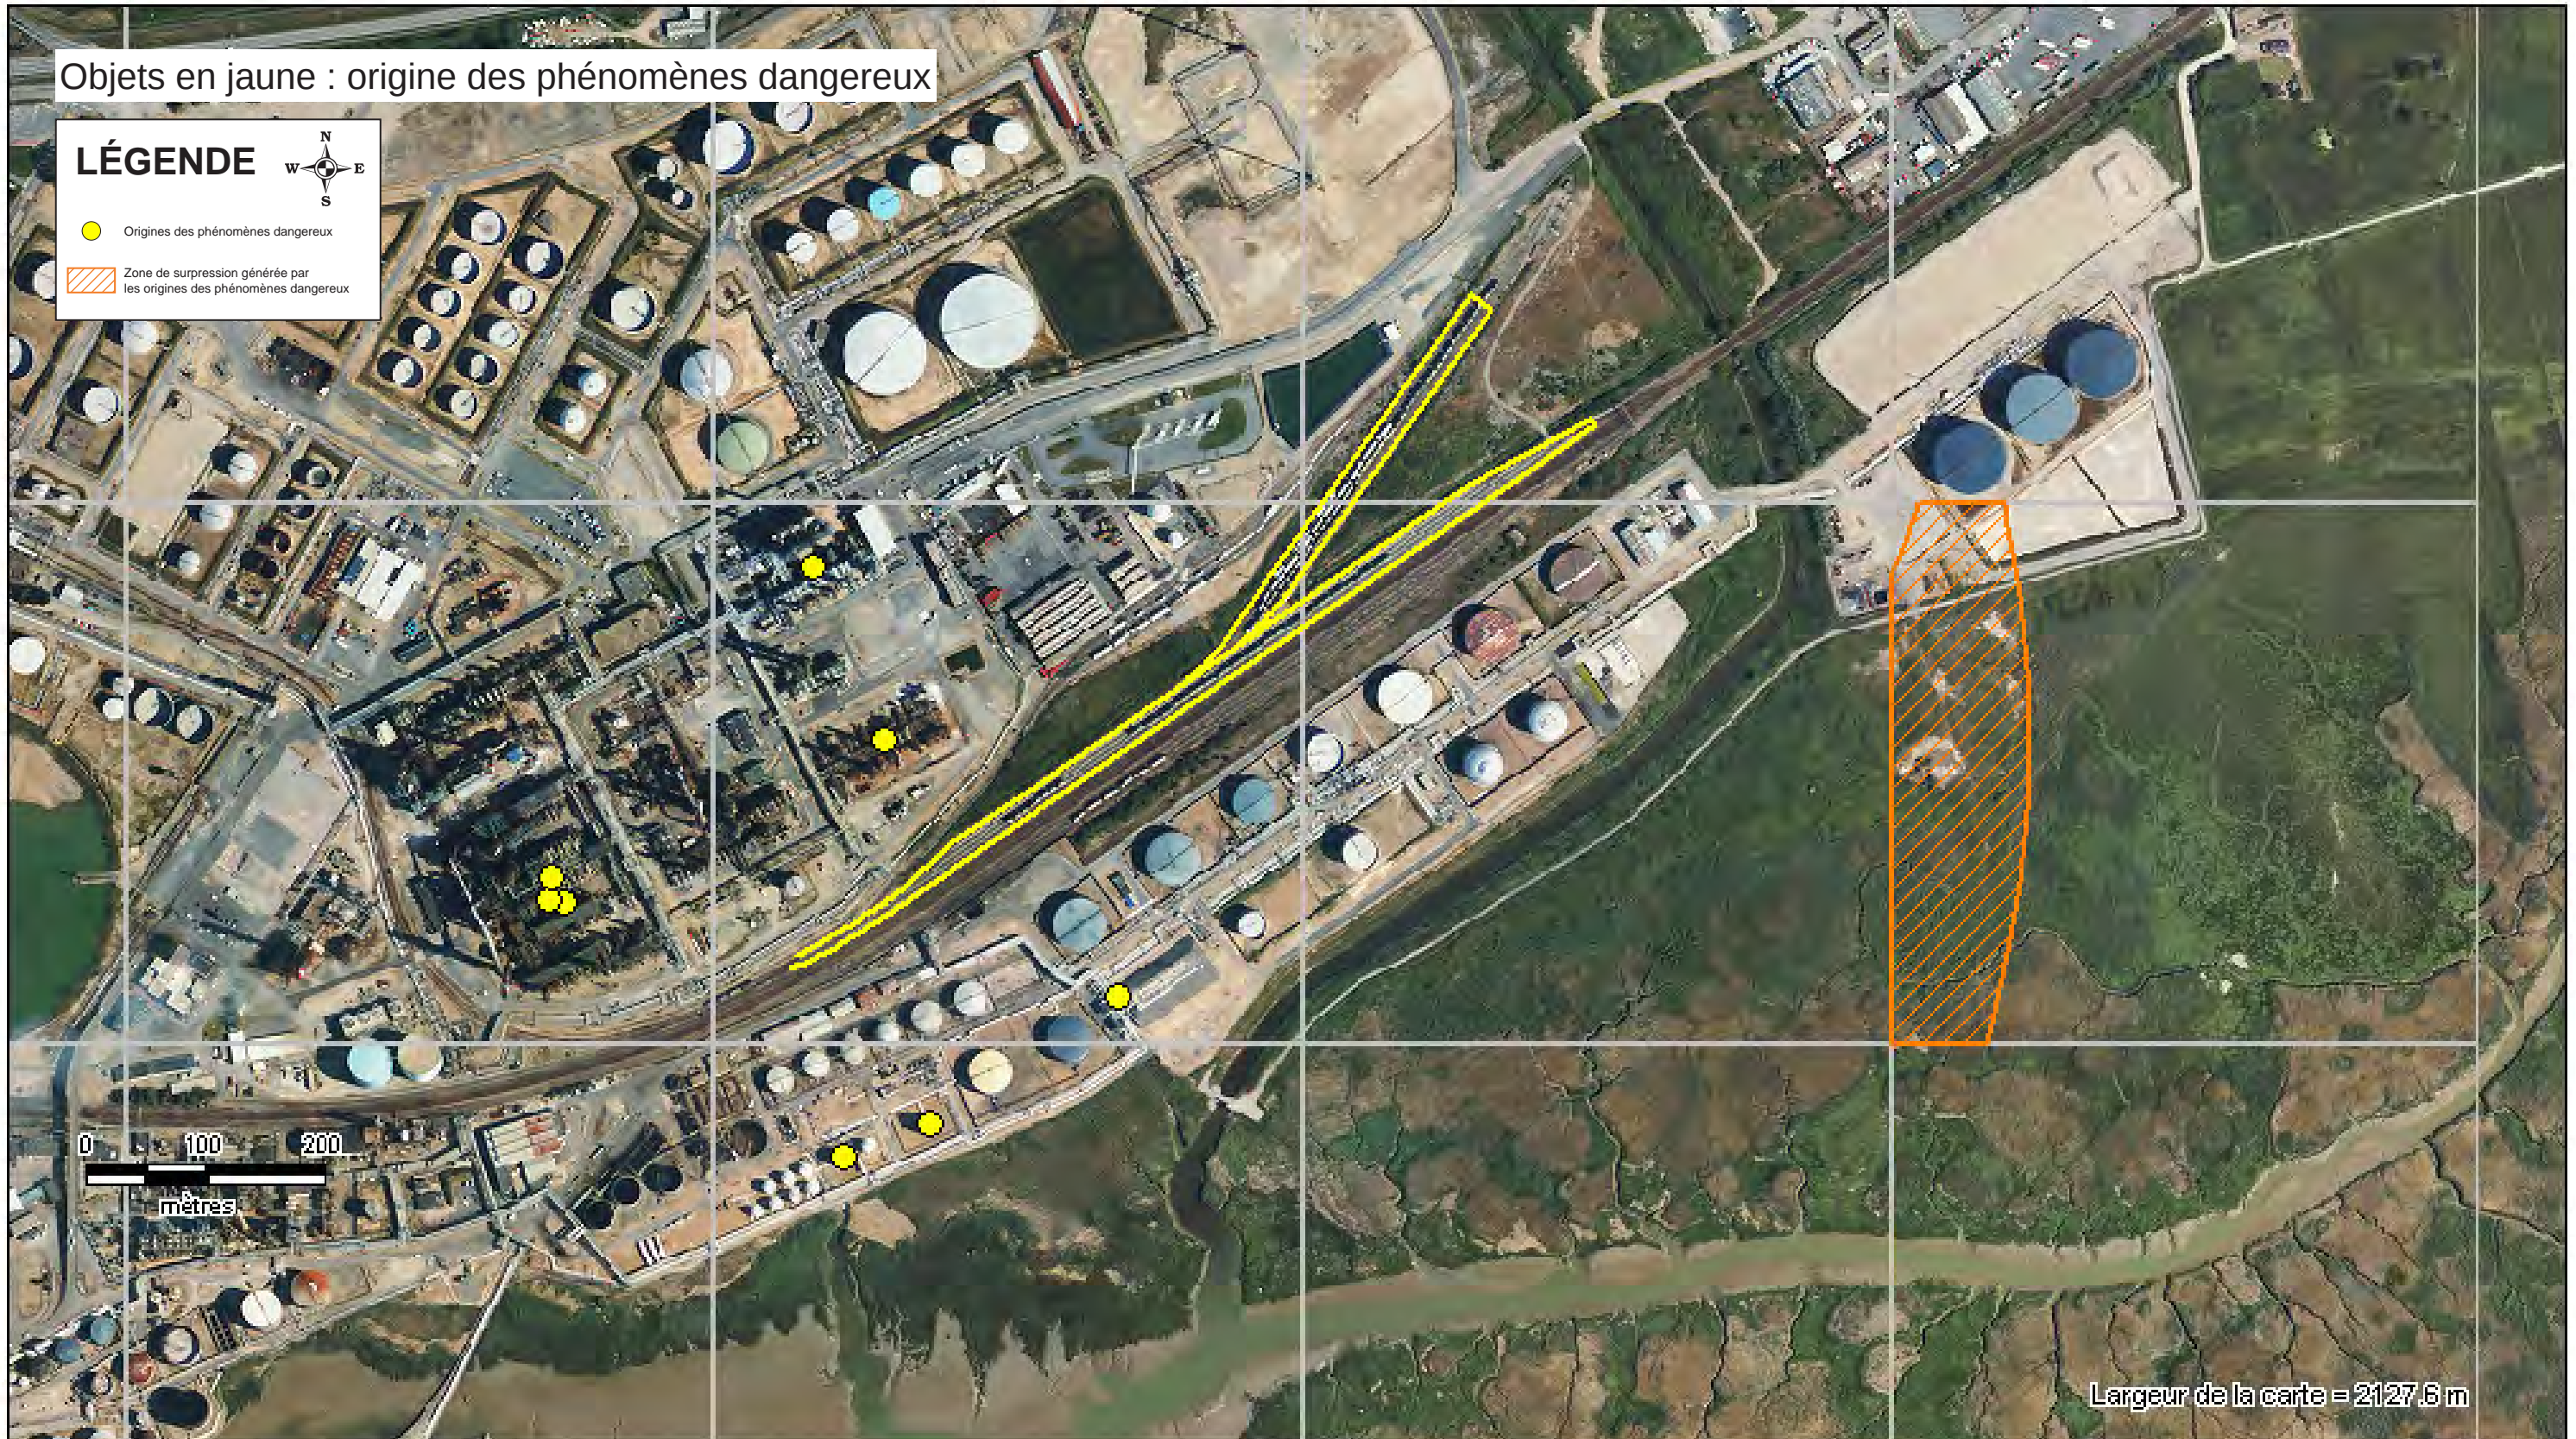 Objets en jaune : origine des phénomènes dangereux
LÉGENDE
N
W E
S
Origines des phénomènes dangereux
Zone de surpression générée par
les origines des phénomènes dangereux
0 100 200
mètres
Largeur de la carte = 2127.6 m